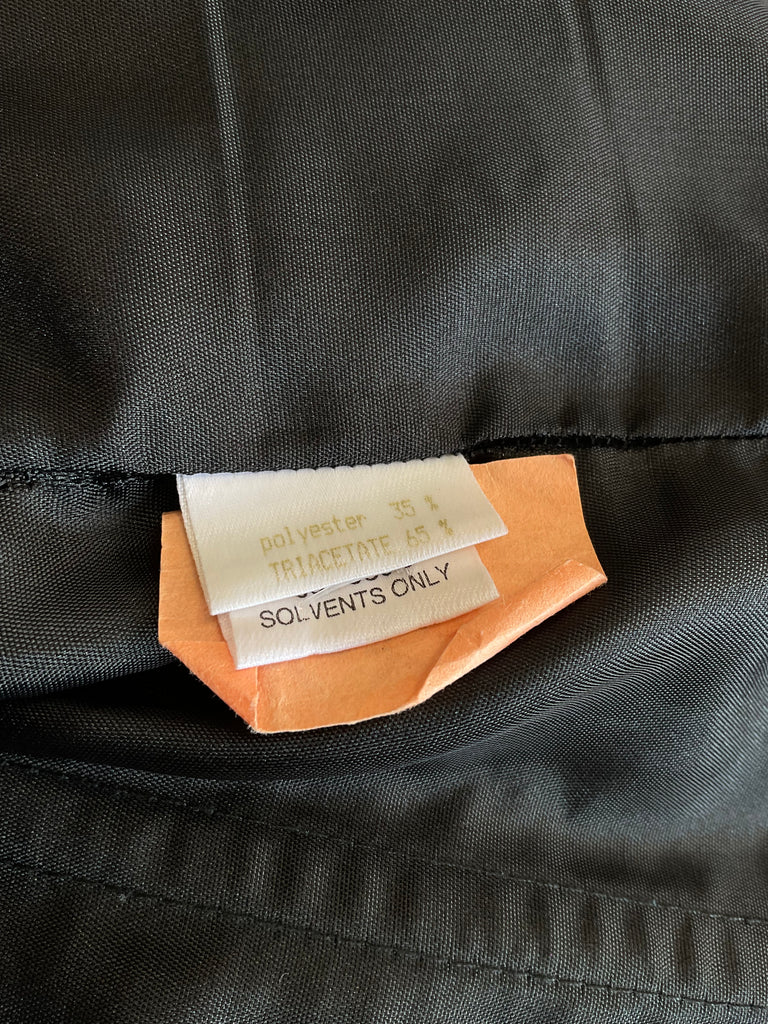 polyester 35 %
TRIACETATE 65 %
SOLVENTS ONLY